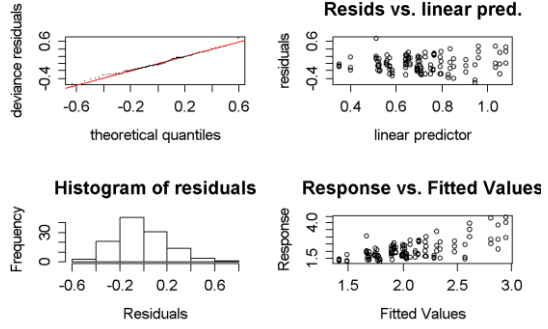 deviance residuals
0.6
-0.4
-0.6 -0.2 0.2 0.6
theoretical quantiles
Resids vs. linear pred.
residuals
0.6
-0.4
0.4 0.6 0.8 1.0
linear predictor
Histogram of residuals
Frequency
30
0
-0.6 -0.2 0.2 0.6
Residuals
Response vs. Fitted Values
Response
4.0
1.5
1.5 2.0 2.5 3.0
Fitted Values